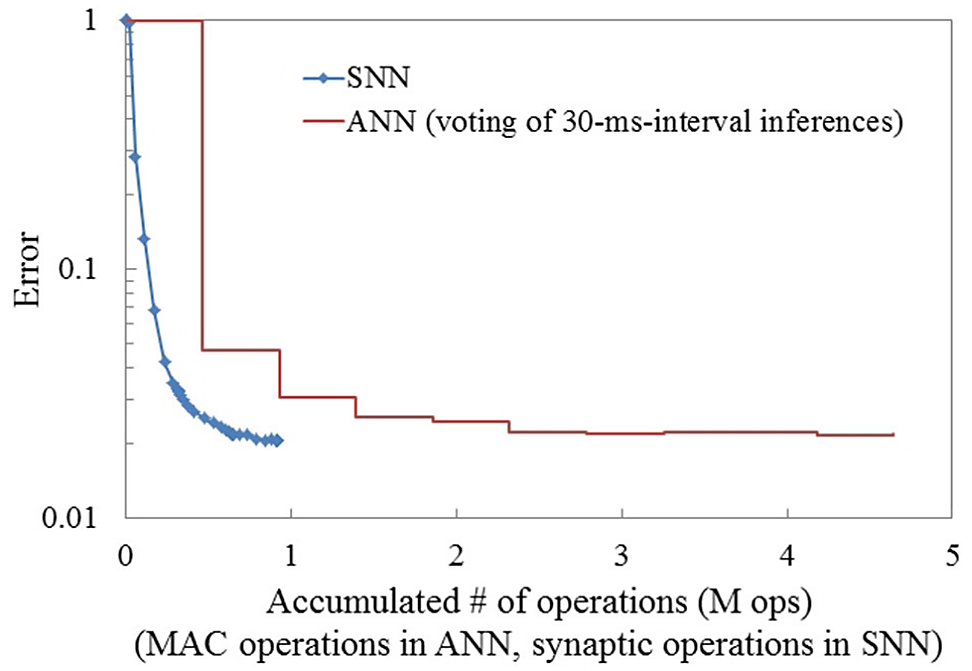 1
0.1
0.01
Error
SNN
ANN (voting of 30-ms-interval inferences)
0 1 2 3 4 5
Accumulated # of operations (M ops)
(MAC operations in ANN, synaptic operations in SNN)